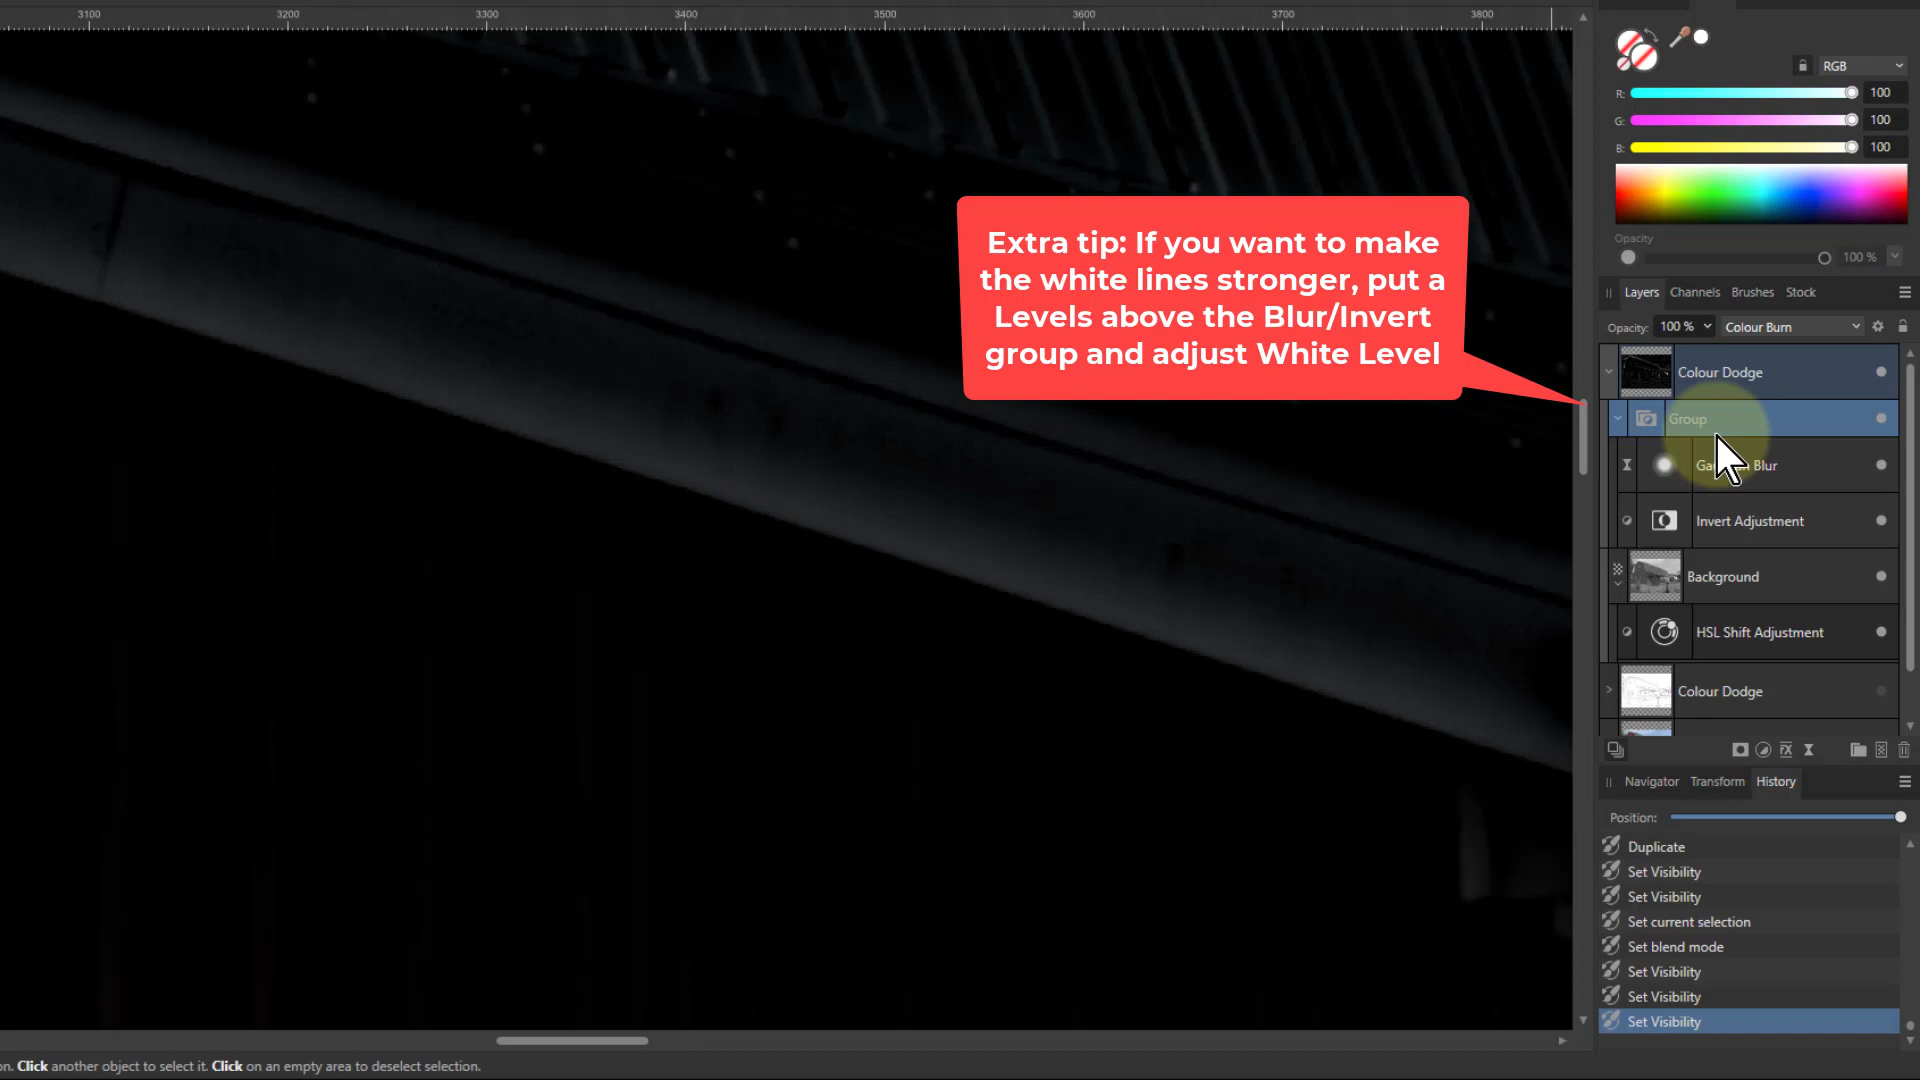 3100 3200 3300 3400 3500 3600 3700 3800
RGB
R: 100
G: 100
B: 100
Opacity
100 %
Extra tip: If you want to make
the white lines stronger, put a
Levels above the Blur/Invert
group and adjust White Level
Layers Channels Brushes Stock
Opacity: 100 % Colour Burn
Colour Dodge
Group
Blur
Invert Adjustment
Background
HSL Shift Adjustment
Colour Dodge
Navigator Transform History
Position:
Duplicate
Set Visibility
Set Visibility
Set current selection
Set blend mode
Set Visibility
Set Visibility
Set Visibility
on. Click another object to select it. Click on an empty area to deselect selection.